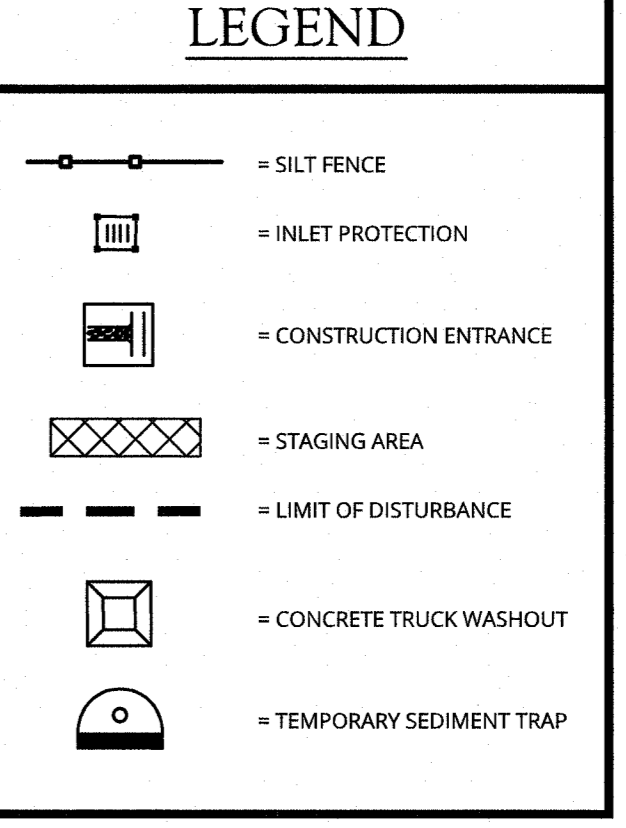 LEGEND
= SILT FENCE
= INLET PROTECTION
= CONSTRUCTION ENTRANCE
= STAGING AREA
= LIMIT OF DISTURBANCE
= CONCRETE TRUCK WASHOUT
= TEMPORARY SEDIMENT TRAP